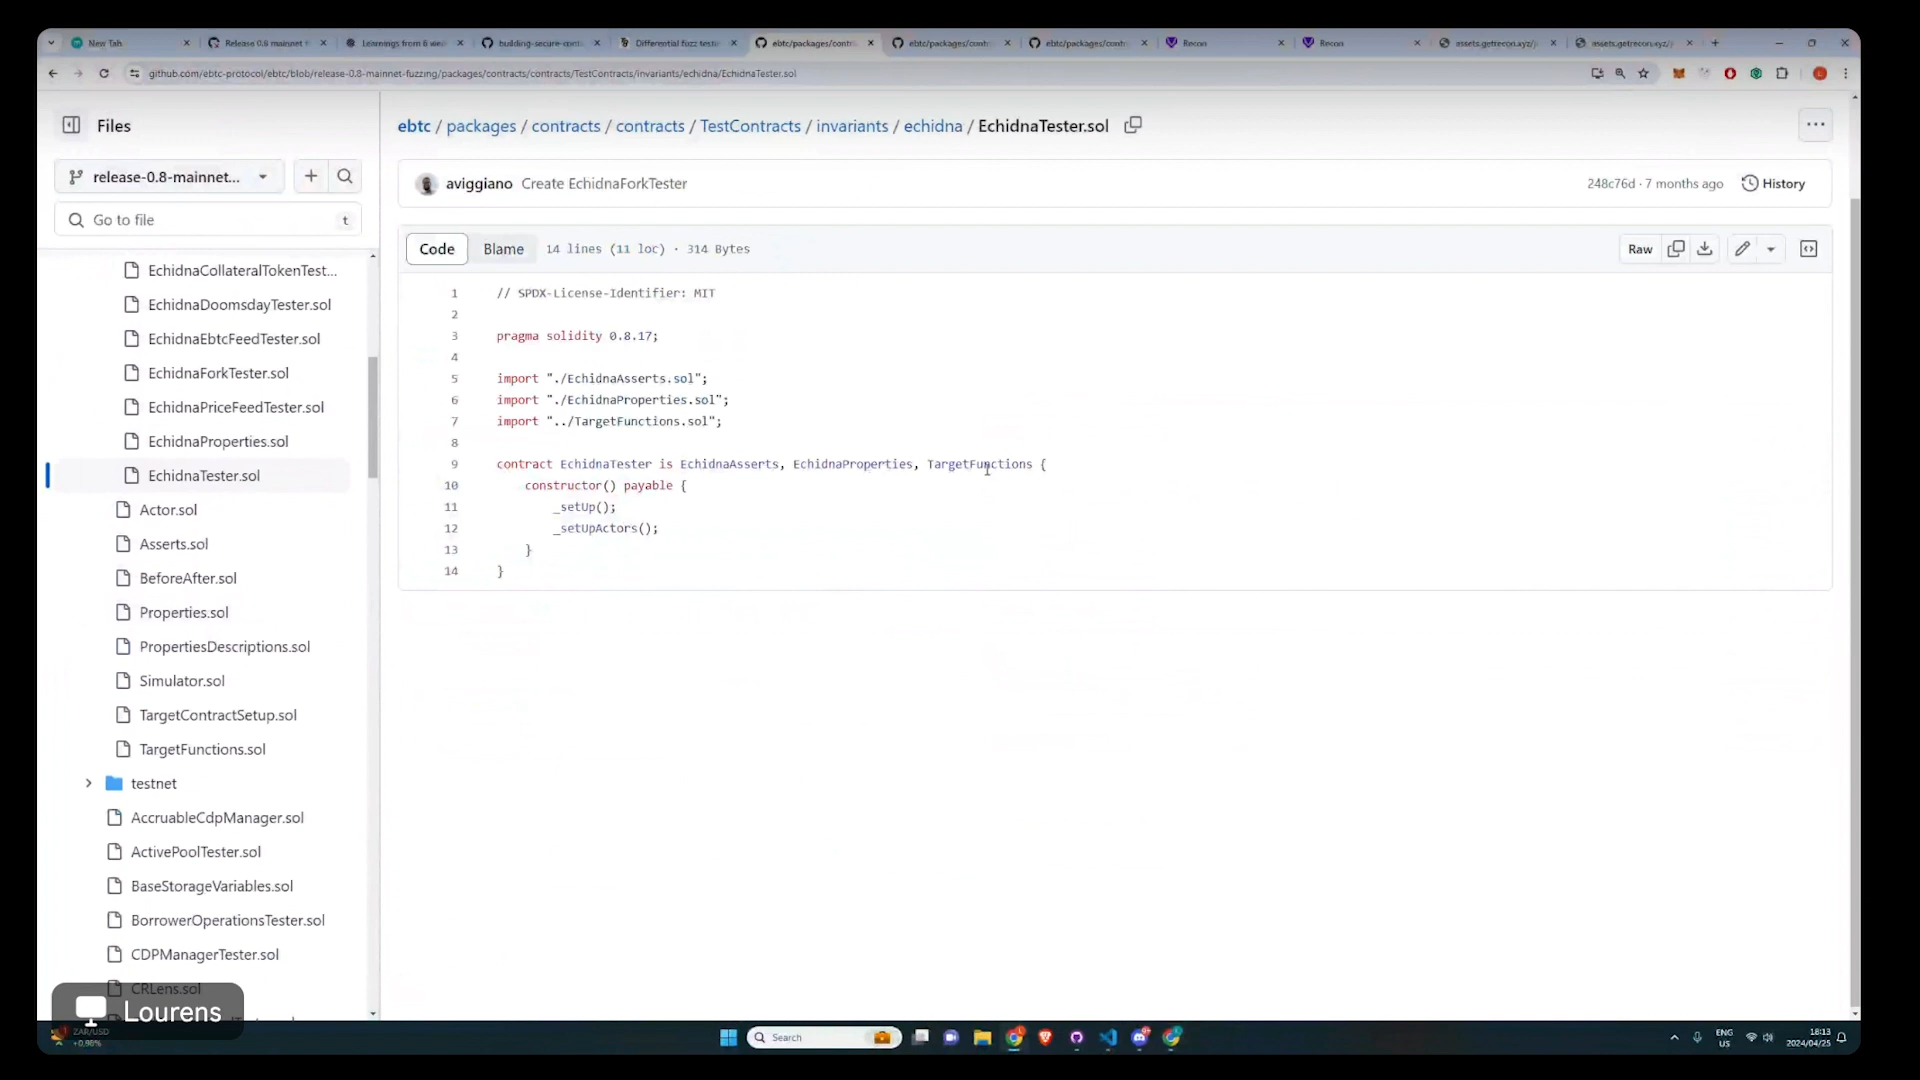 New Tab
Release 0.8 mainnet f
Learnings from 6 wee
building-secure-contr
Differential fuzz testin
ebtc/packages/contra
ebtc/packages/contra
ebtc/packages/contra
Recon
Recon
assets.getrecon.xyz/
assets.getrecon.xyz/
github.com/ebtc-protocol/ebtc/blob/release-0.8-mainnet-fuzzing/packages/contracts/contracts/TestContracts/invariants/echidna/EchidnaTester.sol
Files
ebtc / packages / contracts / contracts / TestContracts / invariants / echidna / EchidnaTester.sol
release-0.8-mainnet...
aviggiano Create EchidnaForkTester
248c76d · 7 months ago
History
Go to file
t
Code
Blame
14 lines (11 loc) · 314 Bytes
Raw
EchidnaCollateralTokenTest...
EchidnaDoomsdayTester.sol
EchidnaEbtcFeedTester.sol
EchidnaForkTester.sol
EchidnaPriceFeedTester.sol
EchidnaProperties.sol
EchidnaTester.sol
Actor.sol
Asserts.sol
BeforeAfter.sol
Properties.sol
PropertiesDescriptions.sol
Simulator.sol
TargetContractSetup.sol
TargetFunctions.sol
testnet
AccruableCdpManager.sol
ActivePoolTester.sol
BaseStorageVariables.sol
BorrowerOperationsTester.sol
CDPManagerTester.sol
CRLens.sol
1 // SPDX-License-Identifier: MIT
2
3 pragma solidity 0.8.17;
4
5 import "./EchidnaAsserts.sol";
6 import "./EchidnaProperties.sol";
7 import "../TargetFunctions.sol";
8
9 contract EchidnaTester is EchidnaAsserts, EchidnaProperties, TargetFunctions {
10 constructor() payable {
11 _setUp();
12 _setUpActors();
13 }
14 }
Lourens
ZAR/USD
+0.98%
Search
ENG
US
18:13
2024/04/25